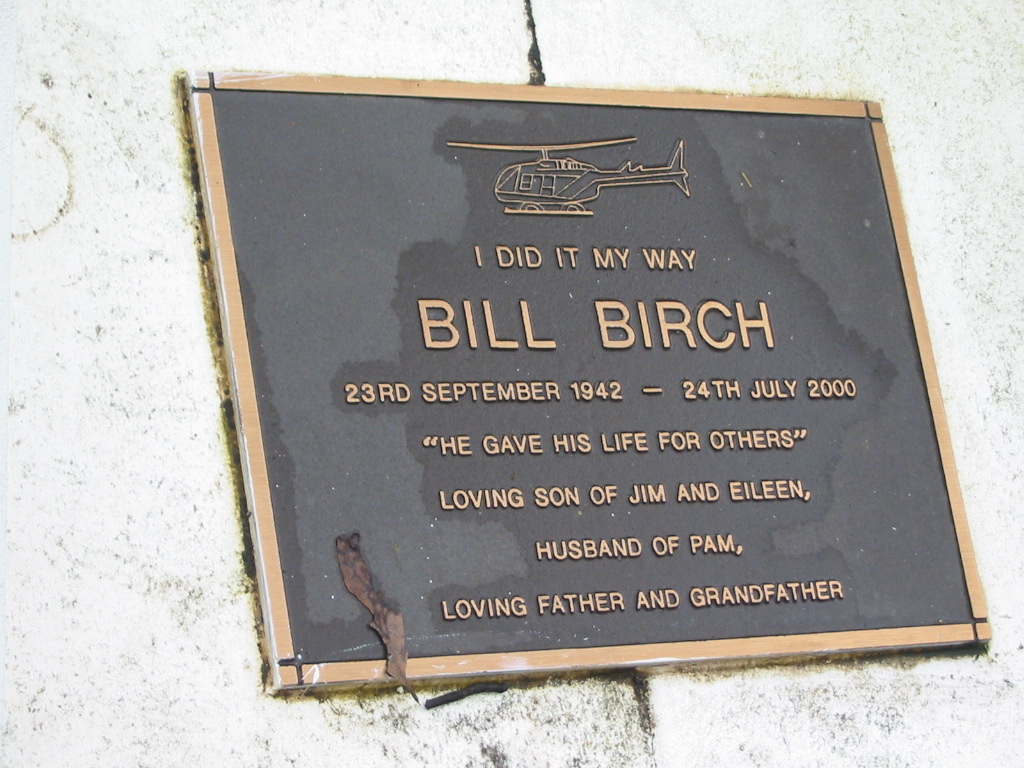 I DID IT MY WAY
BILL BIRCH
23RD SEPTEMBER 1942 — 24TH JULY 2000
“HE GAVE HIS LIFE FOR OTHERS”
LOVING SON OF JIM AND EILEEN,
HUSBAND OF PAM,
LOVING FATHER AND GRANDFATHER